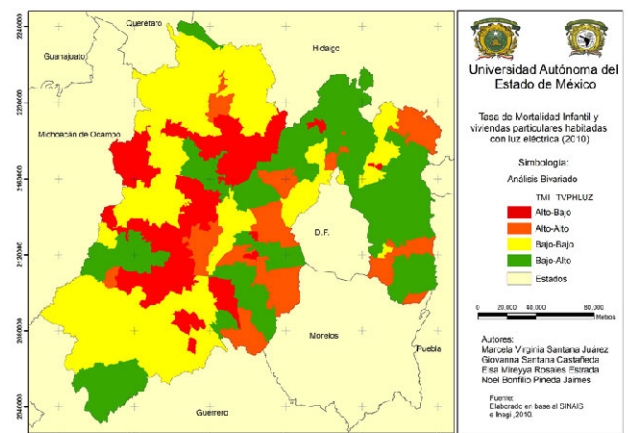 Querétaro
Guanajuato
Hidalgo
Michoacán de Ocampo
D.F.
Morelos
Puebla
Guerrero
Universidad Autónoma del
Estado de México
Tasa de Mortalidad Infantil y
viviendas particulares habitadas
con luz eléctrica (2010)
Simbología:
Análisis Bivariado
TMI TVPHLUZ
Alto-Bajo
Alto-Alto
Bajo-Bajo
Bajo-Alto
Estados
0 20,000 40,000 80,000
Metros
Autores:
Marcela Virginia Santana Juárez
Giovanna Santana Castañeda
Elsa Mireyya Rosales Estrada
Noel Bonfilio Pineda Jaimes
Fuente:
Elaborado en base al SINAIS
e Inegi, 2010.